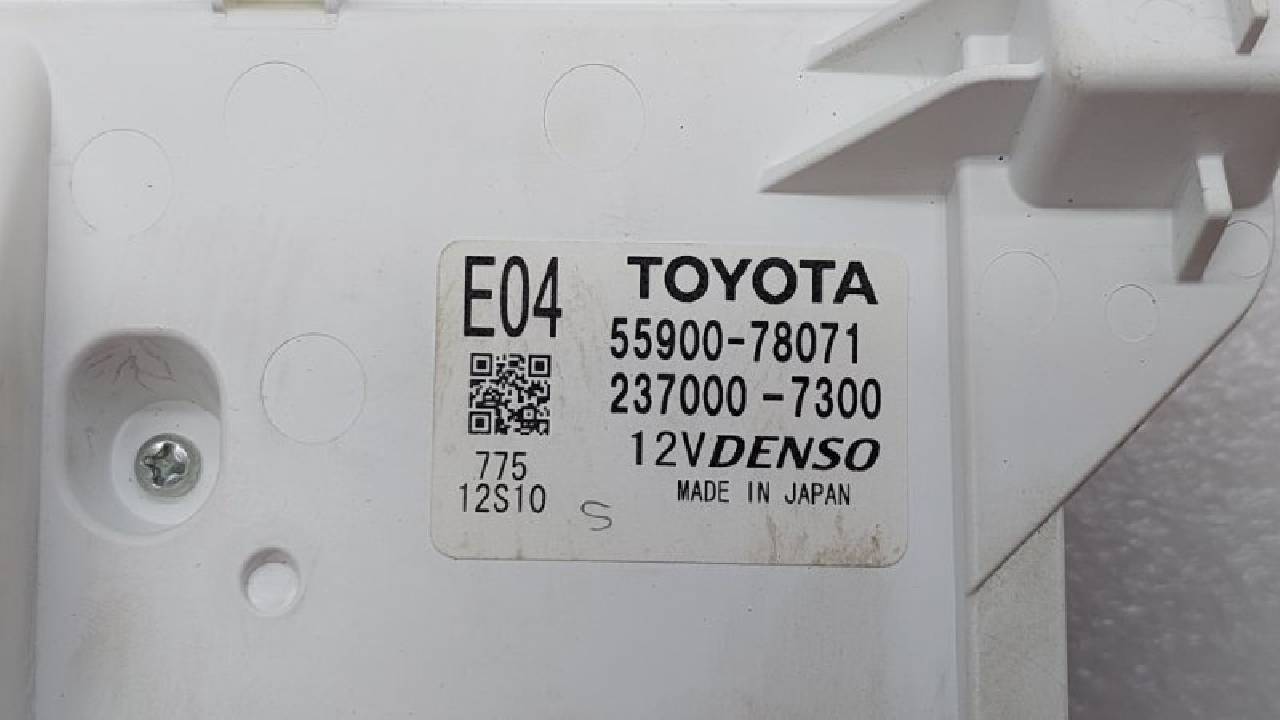 E04
TOYOTA
55900-78071
237000-7300
12V DENSO
MADE IN JAPAN
775
12S10
S